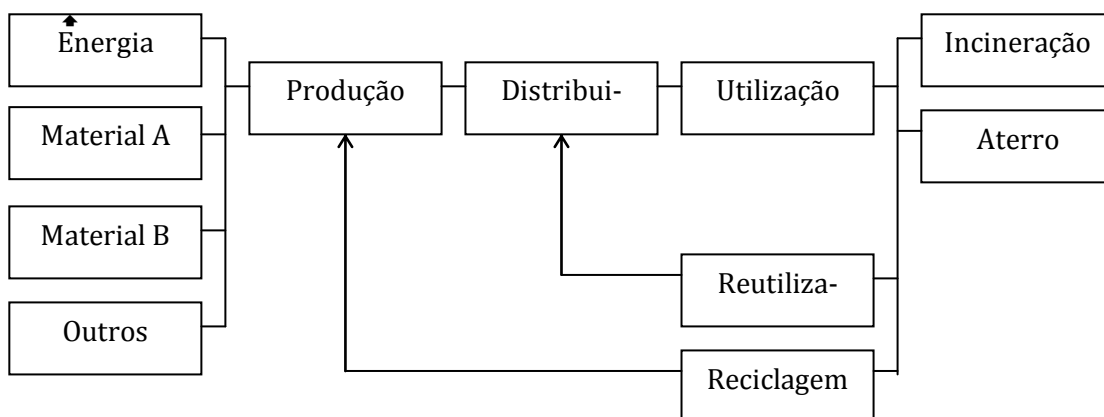 Energia
Material A
Material B
Outros
Produção
Distribui-
Utilização
Incineração
Aterro
Reutiliza-
Reciclagem